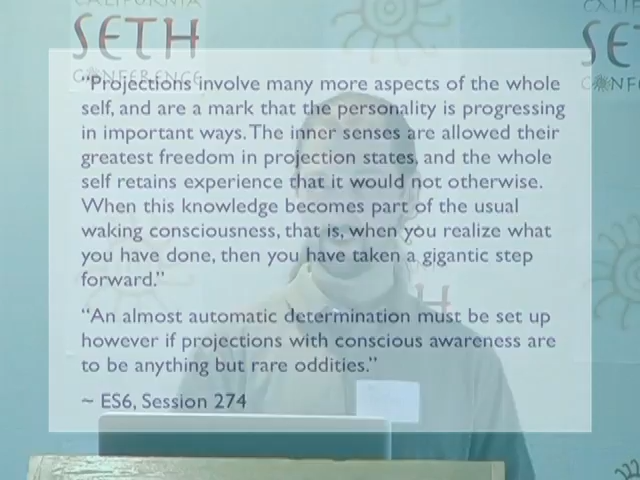 CALIFORNIA
SETH
CONFERENCE
"Projections involve many more aspects of the whole
self, and are a mark that the personality is progressing
in important ways. The inner senses are allowed their
greatest freedom in projection states, and the whole
self retains experience that it would not otherwise.
When this knowledge becomes part of the usual
waking consciousness, that is, when you realize what
you have done, then you have taken a gigantic step
forward."
"An almost automatic determination must be set up
however if projections with conscious awareness are
to be anything but rare oddities."
~ ES6, Session 274